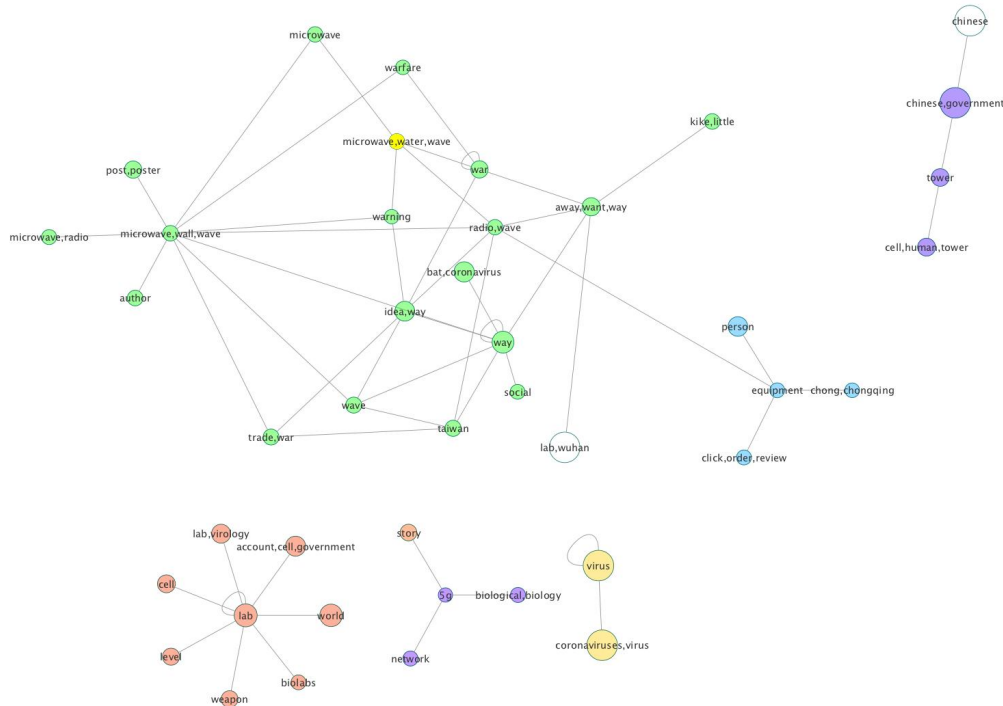 chinese
microwave
warfare
chinese,government
kike,little
microwave,water,wave
post,poster
war
tower
away,want,way
warning
radio,wave
microwave,radio
microwave,wall,wave
cell,human,tower
bat,coronavirus
author
idea,way
person
way
equipment
chong,chongqing
social
wave
taiwan
trade,war
lab,wuhan
click,order,review
lab,virology
story
account,cell,government
virus
cell
5g
biological,biology
lab
world
coronaviruses,virus
level
network
biolabs
weapon